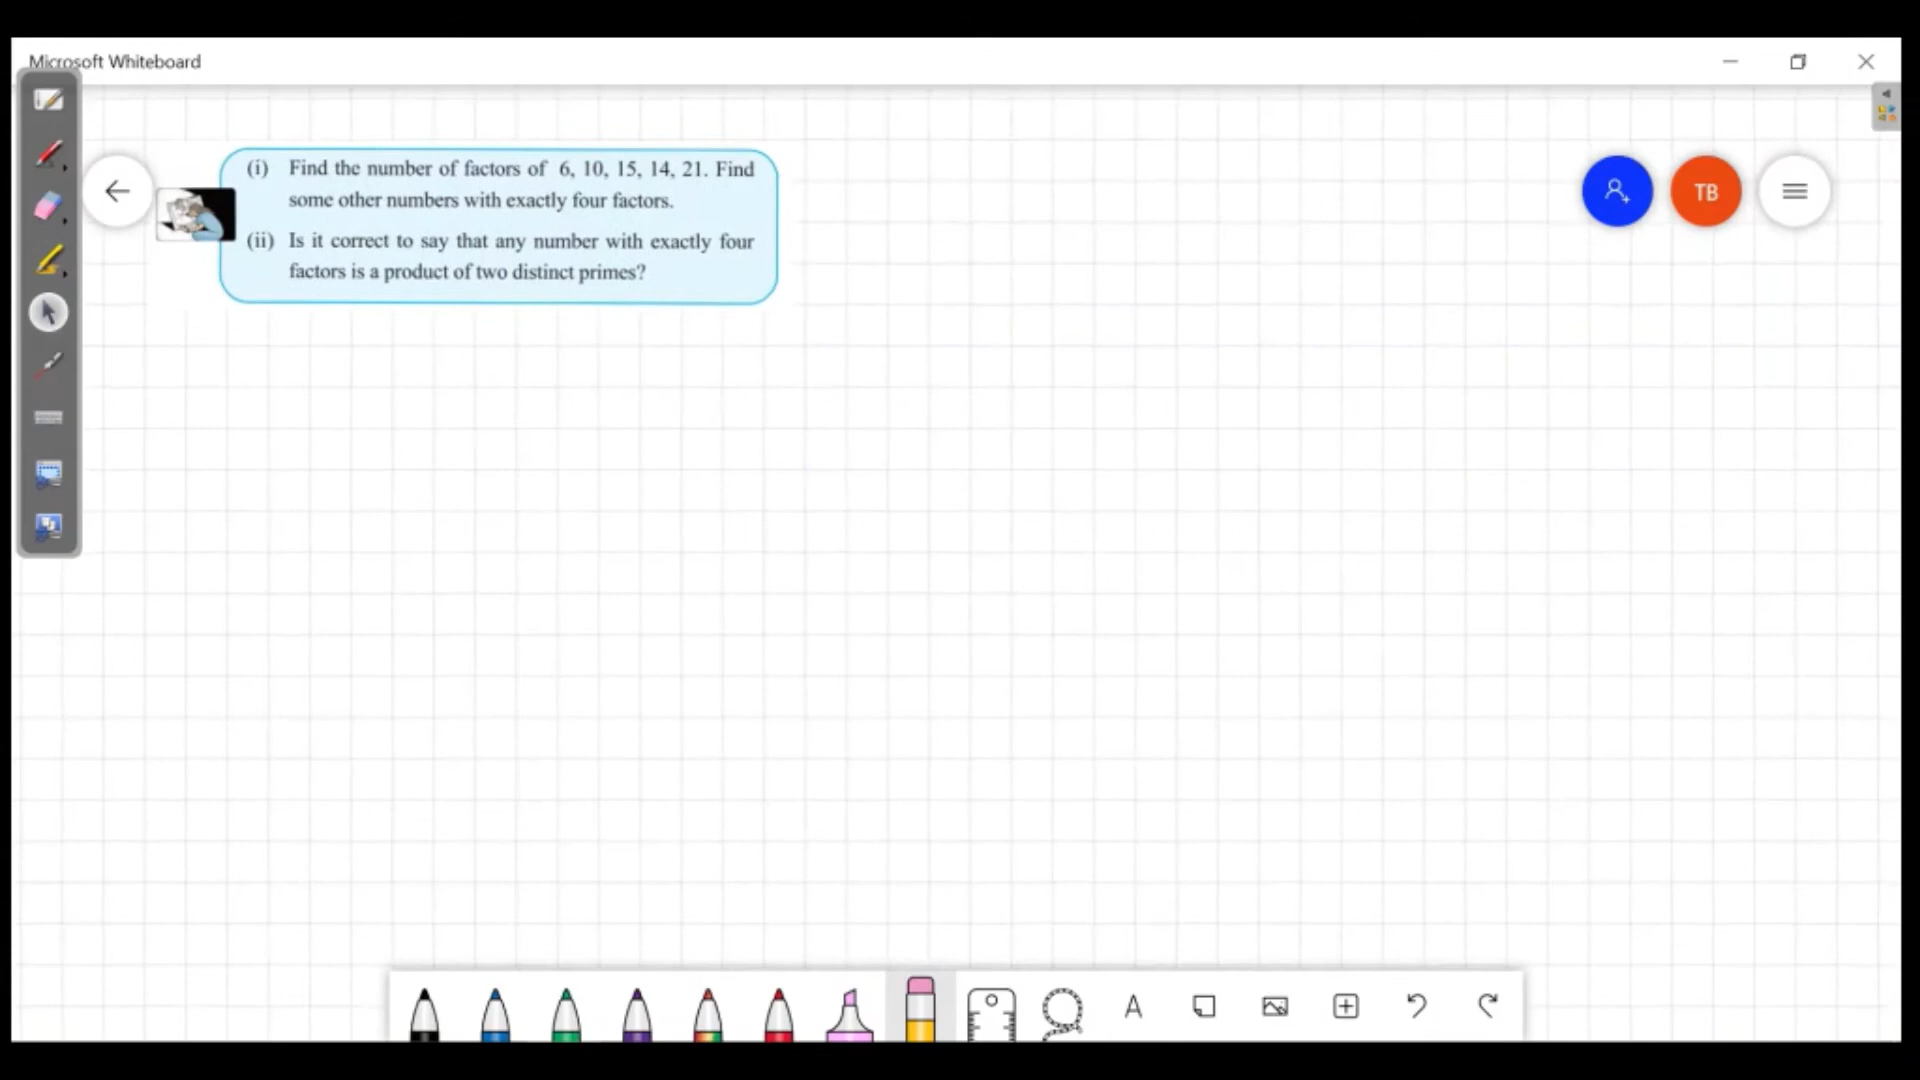 Microsoft Whiteboard
(i) Find the number of factors of 6, 10, 15, 14, 21. Find
some other numbers with exactly four factors.
TB
(ii) Is it correct to say that any number with exactly four
factors is a product of two distinct primes?
A